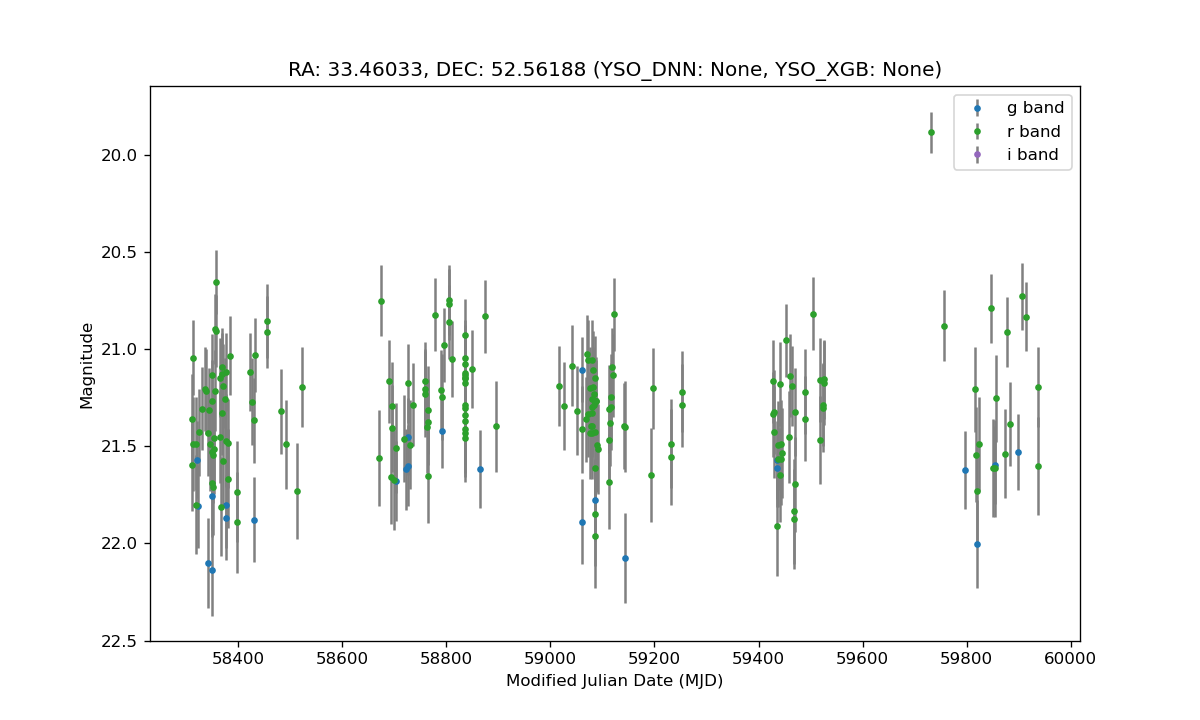 RA: 33.46033, DEC: 52.56188 (YSO_DNN: None, YSO_XGB: None)
g band
r band
i band
20.0
20.5
21.0
21.5
22.0
22.5
Magnitude
58400 58600 58800 59000 59200 59400 59600 59800 60000
Modified Julian Date (MJD)